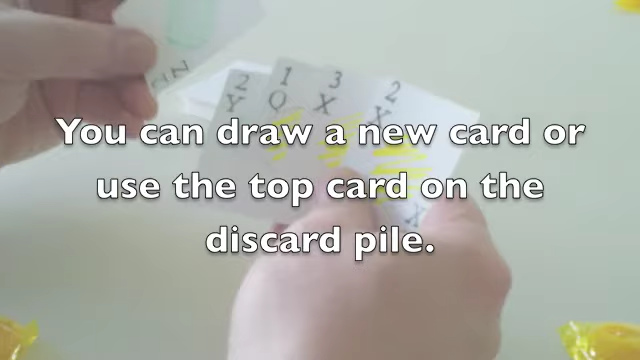 2
Y
1
Q
3
X
2
X
X
You can draw a new card or
use the top card on the
discard pile.